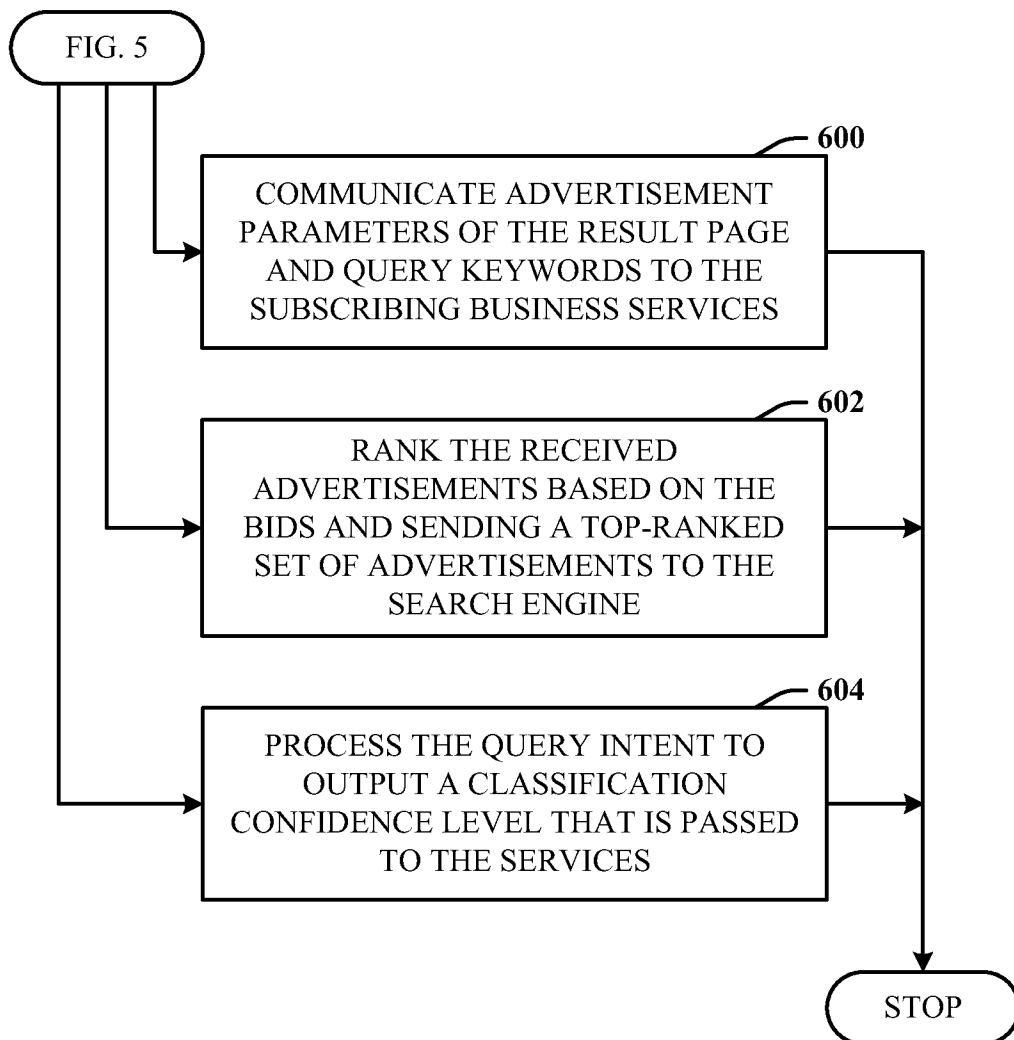 FIG. 5
600
COMMUNICATE ADVERTISEMENT
PARAMETERS OF THE RESULT PAGE
AND QUERY KEYWORDS TO THE
SUBSCRIBING BUSINESS SERVICES
602
RANK THE RECEIVED
ADVERTISEMENTS BASED ON THE
BIDS AND SENDING A TOP-RANKED
SET OF ADVERTISEMENTS TO THE
SEARCH ENGINE
604
PROCESS THE QUERY INTENT TO
OUTPUT A CLASSIFICATION
CONFIDENCE LEVEL THAT IS PASSED
TO THE SERVICES
STOP